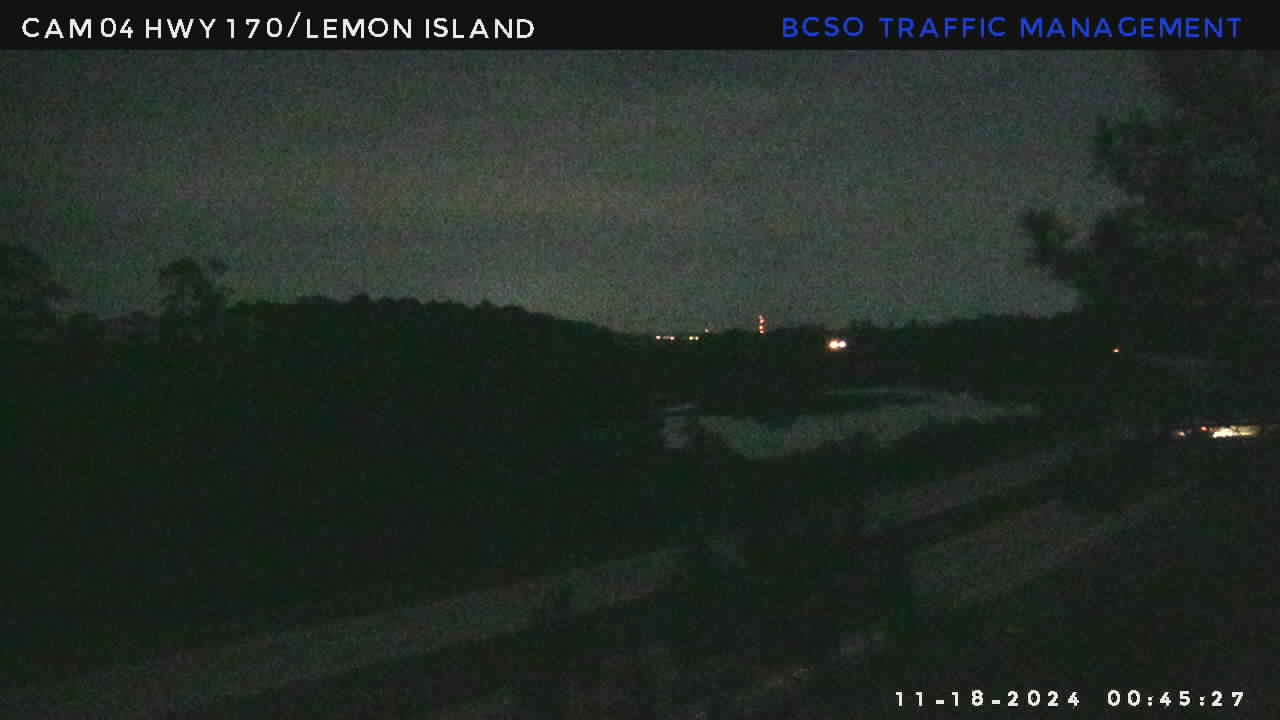 CAM04 HWY 170/LEMON ISLAND
BCSO TRAFFIC MANAGEMENT
11-18-2024 00:45:27